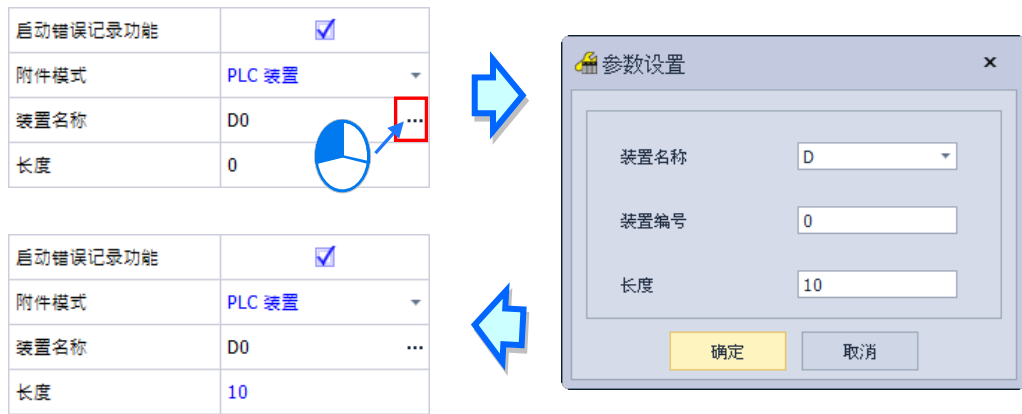 启动错误记录功能
附件模式 PLC 装置
装置名称 D0 ...
长度 0
参数设置
装置名称 D
装置编号 0
长度 10
确定 取消
启动错误记录功能
附件模式 PLC 装置
装置名称 D0 ...
长度 10